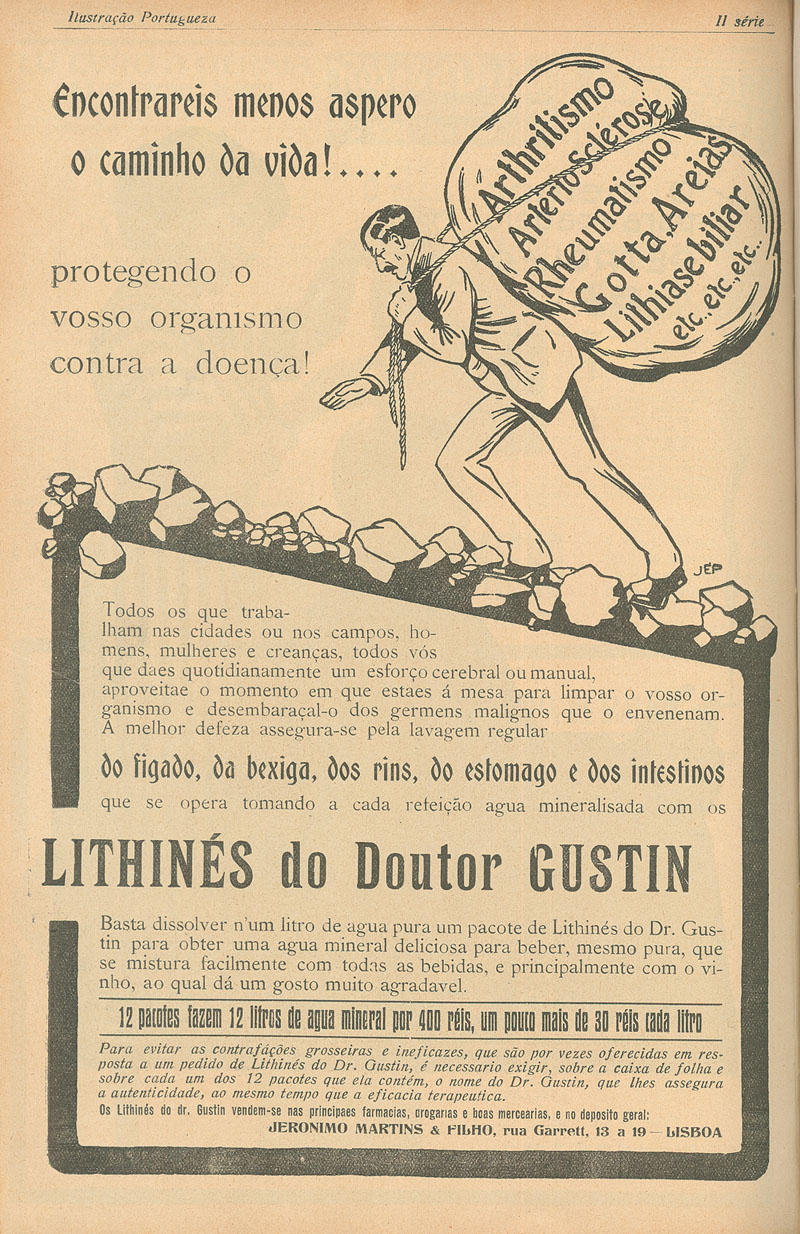 Ilustração Portugueza
II série
Encontrareis menos aspero
o caminho da vida!....
protegendo o
vosso organismo
contra a doença!
Arthritismo
Arterio Sclérose
Rheumatismo
Gotta, Areias
Lithiase biliar
etc., etc., etc..
JEP
Todos os que traba-
lham nas cidades ou nos campos, ho-
mens, mulheres e creanças, todos vós
que daes quotidianamente um esforço cerebral ou manual,
aproveitae o momento em que estaes á mesa para limpar o vosso or-
ganismo e desembaraçal-o dos germens malignos que o envenenam.
A melhor defeza assegura-se pela lavagem regular
do figado, da bexiga, dos rins, do estomago e dos intestinos
que se opera tomando a cada refeição agua mineralisada com os
LITHINÉS do Doutor GUSTIN
Basta dissolver n'um litro de agua pura um pacote de Lithinés do Dr. Gus-
tin para obter uma agua mineral deliciosa para beber, mesmo pura, que
se mistura facilmente com todas as bebidas, e principalmente com o vi-
nho, ao qual dá um gosto muito agradavel.
12 pacotes fazem 12 litros de agua mineral por 400 réis, um pouco mais de 30 réis cada litro
Para evitar as contrafáções grosseiras e ineficazes, que são por vezes oferecidas em res-
posta a um pedido de Lithinés do Dr. Gustin, é necessario exigir, sobre a caixa de folha e
sobre cada um dos 12 pacotes que ela contém, o nome do Dr. Gustin, que lhes assegura
a autenticidade, ao mesmo tempo que a eficacia terapeutica.
Os Lithinés do dr. Gustin vendem-se nas principaes farmacias, drogarias e boas mercearias, e no deposito geral:
JERONIMO MARTINS & FILHO, rua Garrett, 13 a 19 — LISBOA